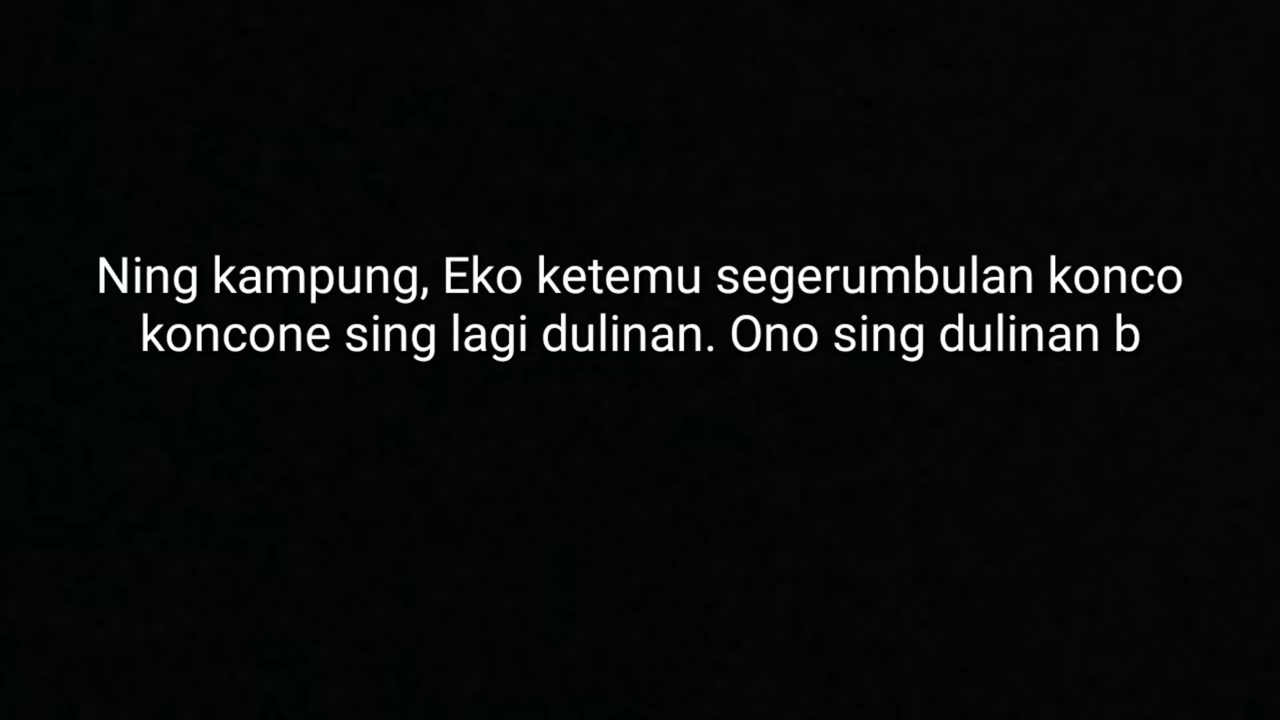 Ning kampung, Eko ketemu segerumbulan konco
koncone sing lagi dulinan. Ono sing dulinan b